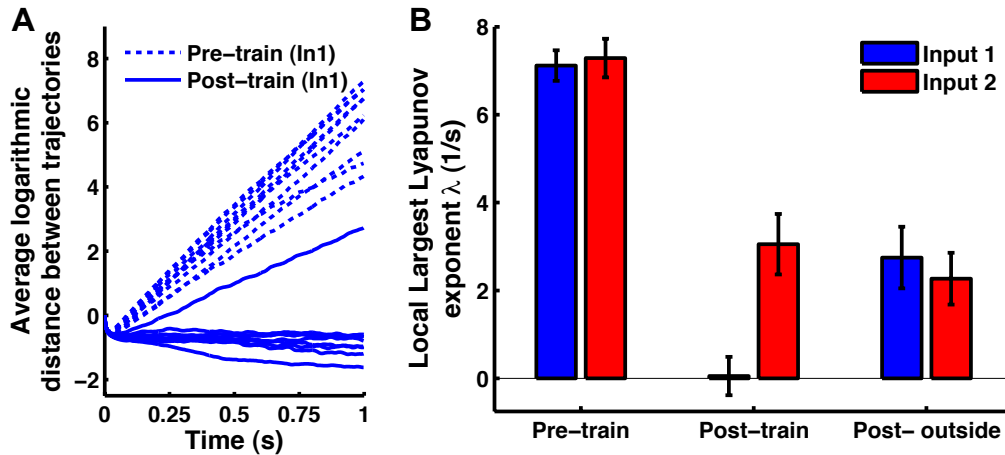 A
Average logarithmic
distance between trajectories
8
6
4
2
0
−2
Pre−train (In1)
Post−train (In1)
0
0.25
0.5
0.75
1
Time (s)
B
Local Largest Lyapunov
exponent λ (1/s)
8
6
4
2
0
Input 1
Input 2
Pre−train
Post−train
Post− outside